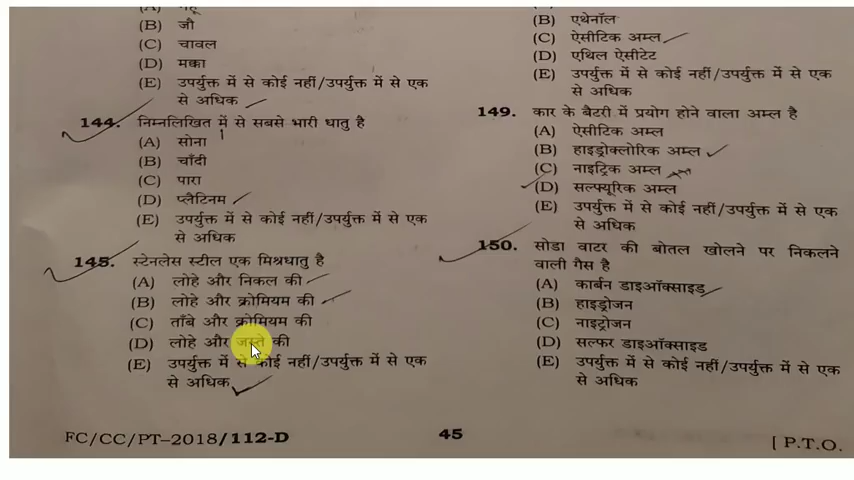 (B) जौ
(C) चावल
(D) मक्का
(E) उपर्युक्त में से कोई नहीं/उपर्युक्त में से एक
से अधिक
144. निम्नलिखित में से सबसे भारी धातु है
(A) सोना
(B) चाँदी
(C) पारा
(D) प्लैटिनम
(E) उपर्युक्त में से कोई नहीं/उपर्युक्त में से एक
से अधिक
145. स्टेनलेस स्टील एक मिश्रधातु है
(A) लोहे और निकल की
(B) लोहे और क्रोमियम की
(C) ताँबे और क्रोमियम की
(D) लोहे और जस्ते की
(E) उपर्युक्त में से कोई नहीं/उपर्युक्त में से एक
से अधिक
(B) एथेनॉल
(C) ऐसीटिक अम्ल
(D) एथिल ऐसीटेट
(E) उपर्युक्त में से कोई नहीं/उपर्युक्त में से एक
से अधिक
149. कार के बैटरी में प्रयोग होने वाला अम्ल है
(A) ऐसीटिक अम्ल
(B) हाइड्रोक्लोरिक अम्ल
(C) नाइट्रिक अम्ल
(D) सल्फ्यूरिक अम्ल
(E) उपर्युक्त में से कोई नहीं/उपर्युक्त में से एक
से अधिक
150. सोडा वाटर की बोतल खोलने पर निकलने
वाली गैस है
(A) कार्बन डाइऑक्साइड
(B) हाइड्रोजन
(C) नाइट्रोजन
(D) सल्फर डाइऑक्साइड
(E) उपर्युक्त में से कोई नहीं/उपर्युक्त में से एक
से अधिक
FC/CC/PT–2018/112-D
45
[ P.T.O.